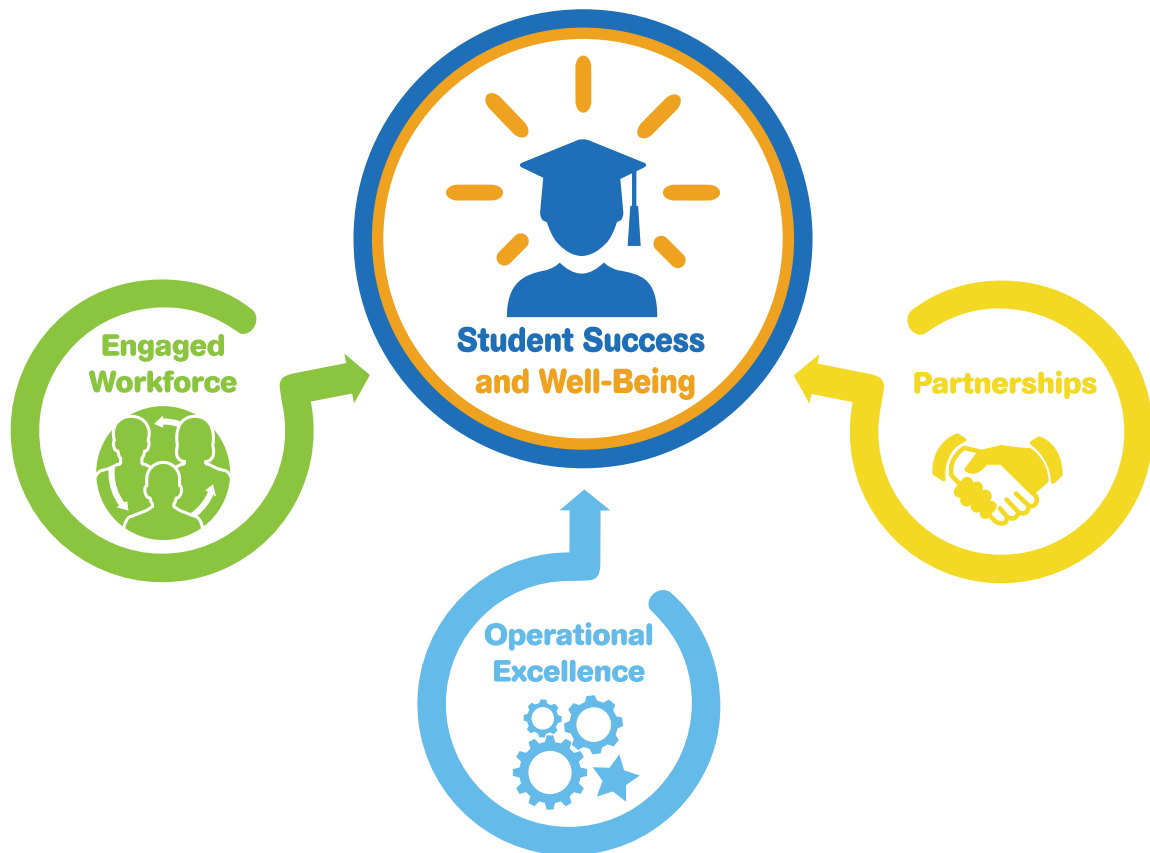 Student Success
and Well-Being
Engaged
Workforce
Partnerships
Operational
Excellence